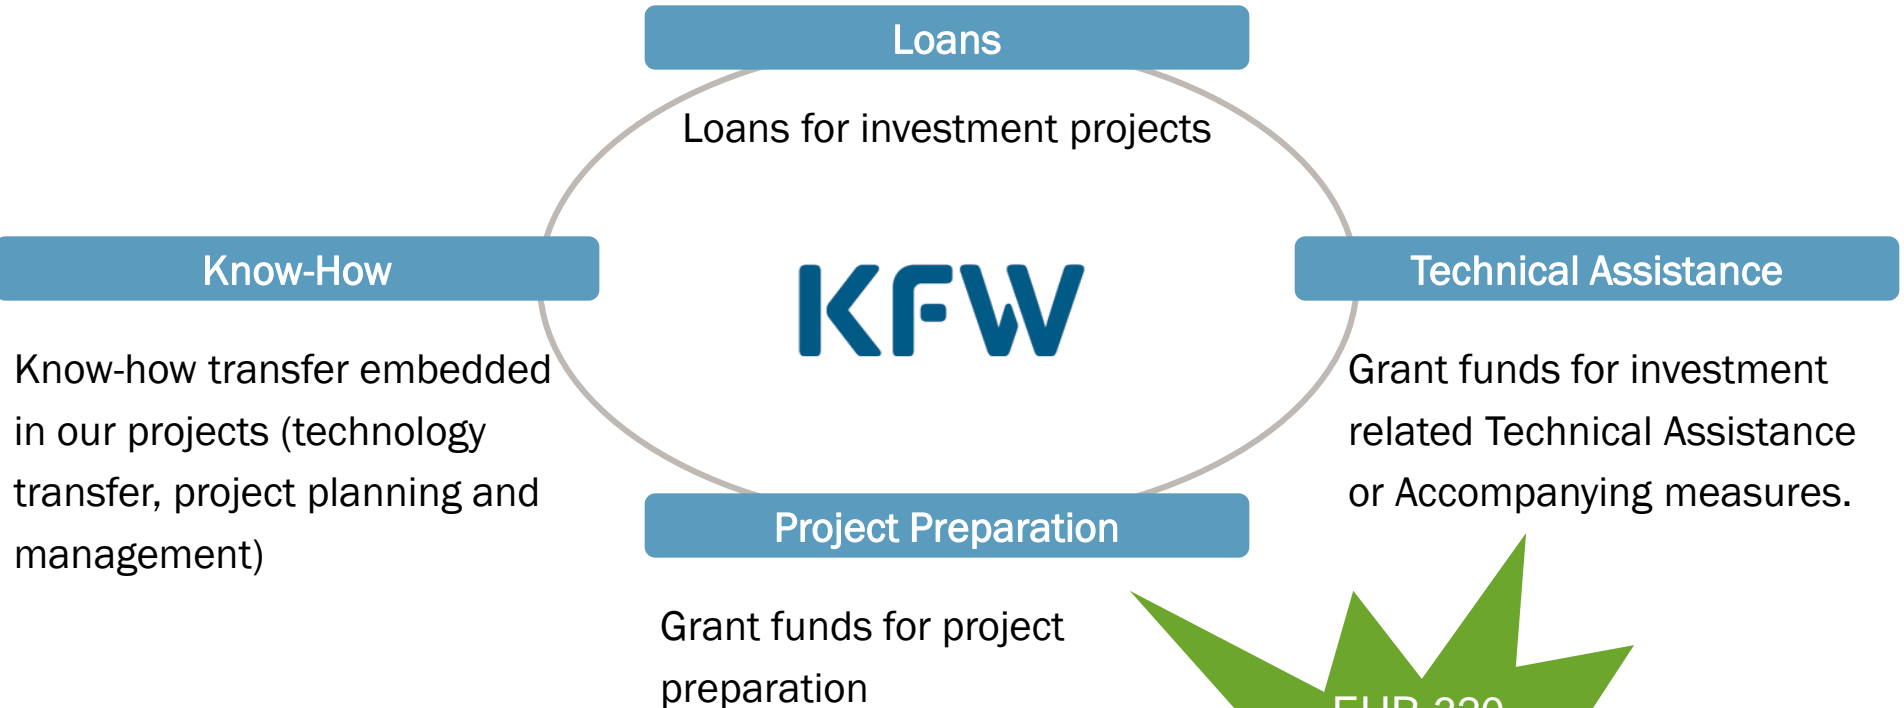 Loans
Loans for investment projects
Know-How
KFW
Technical Assistance
Know-how transfer embedded
in our projects (technology
transfer, project planning and
management)
Grant funds for investment
related Technical Assistance
or Accompanying measures.
Project Preparation
Grant funds for project
preparation